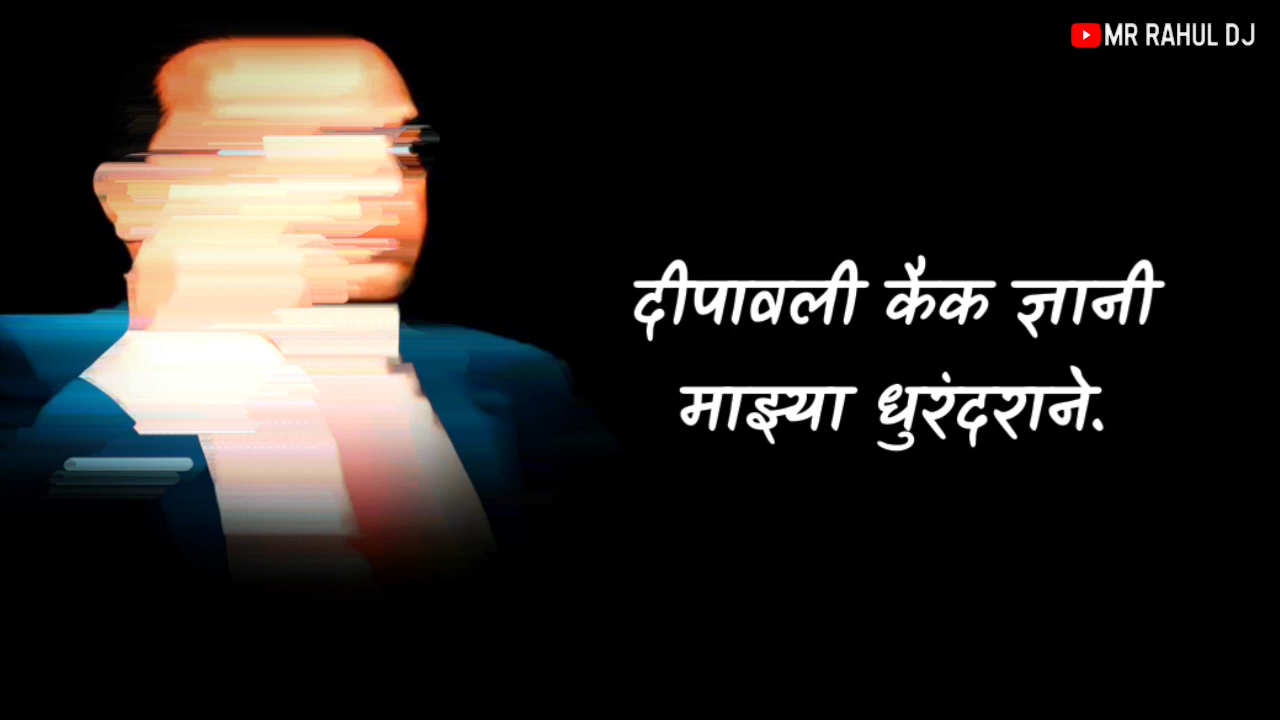 MR RAHUL DJ
दीपावली कैक ज्ञानी
माझ्या धुरंदराने.